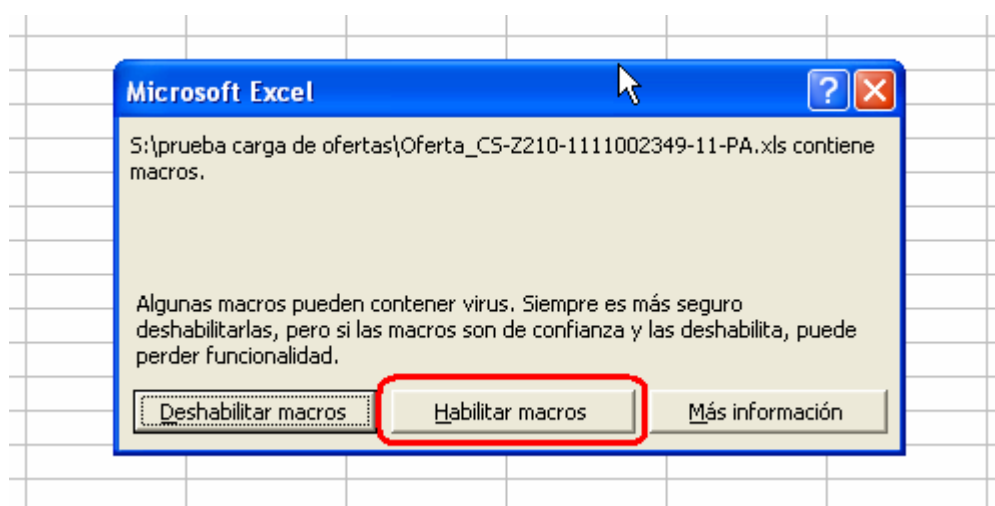 Microsoft Excel
S:\prueba carga de ofertas\Oferta_CS-Z210-1111002349-11-PA.xls contiene
macros.
Algunas macros pueden contener virus. Siempre es más seguro
deshabilitarlas, pero si las macros son de confianza y las deshabilita, puede
perder funcionalidad.
Deshabilitar macros Habilitar macros Más información